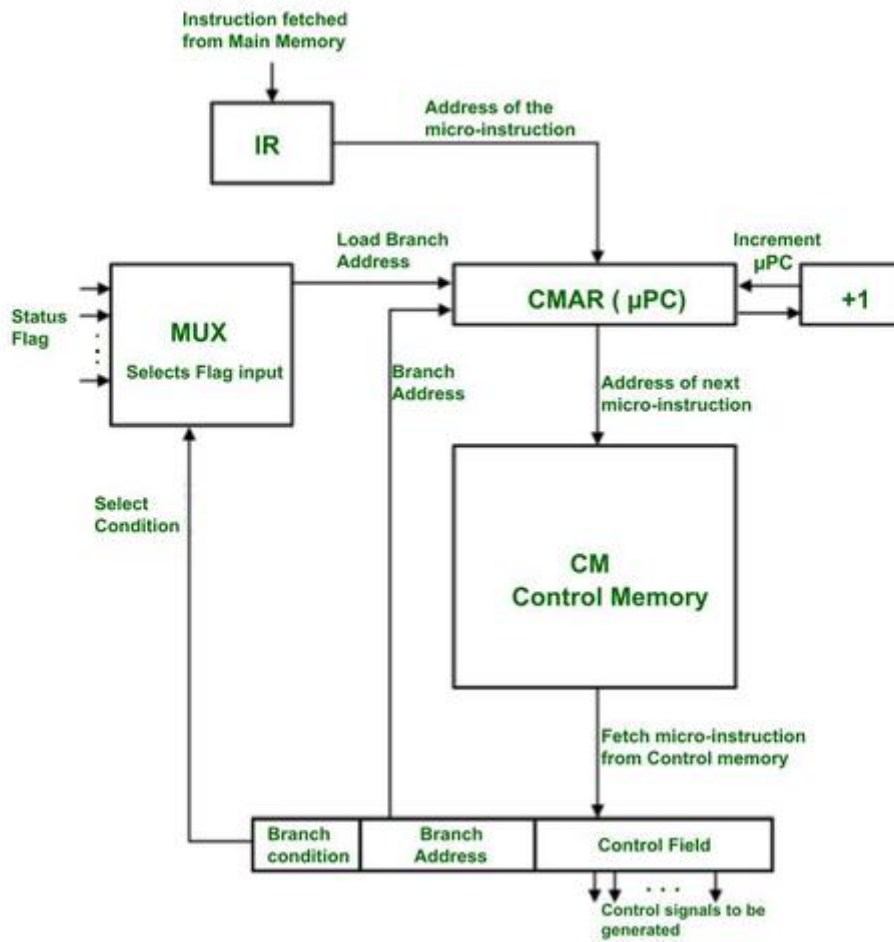 Instruction fetched
from Main Memory
IR
Address of the
micro-instruction
Load Branch
Address
Increment
μPC
Status
Flag
MUX
Selects Flag input
CMAR ( μPC)
+1
Branch
Address
Address of next
micro-instruction
Select
Condition
CM
Control Memory
Fetch micro-instruction
from Control memory
Branch
condition
Branch
Address
Control Field
Control signals to be
generated